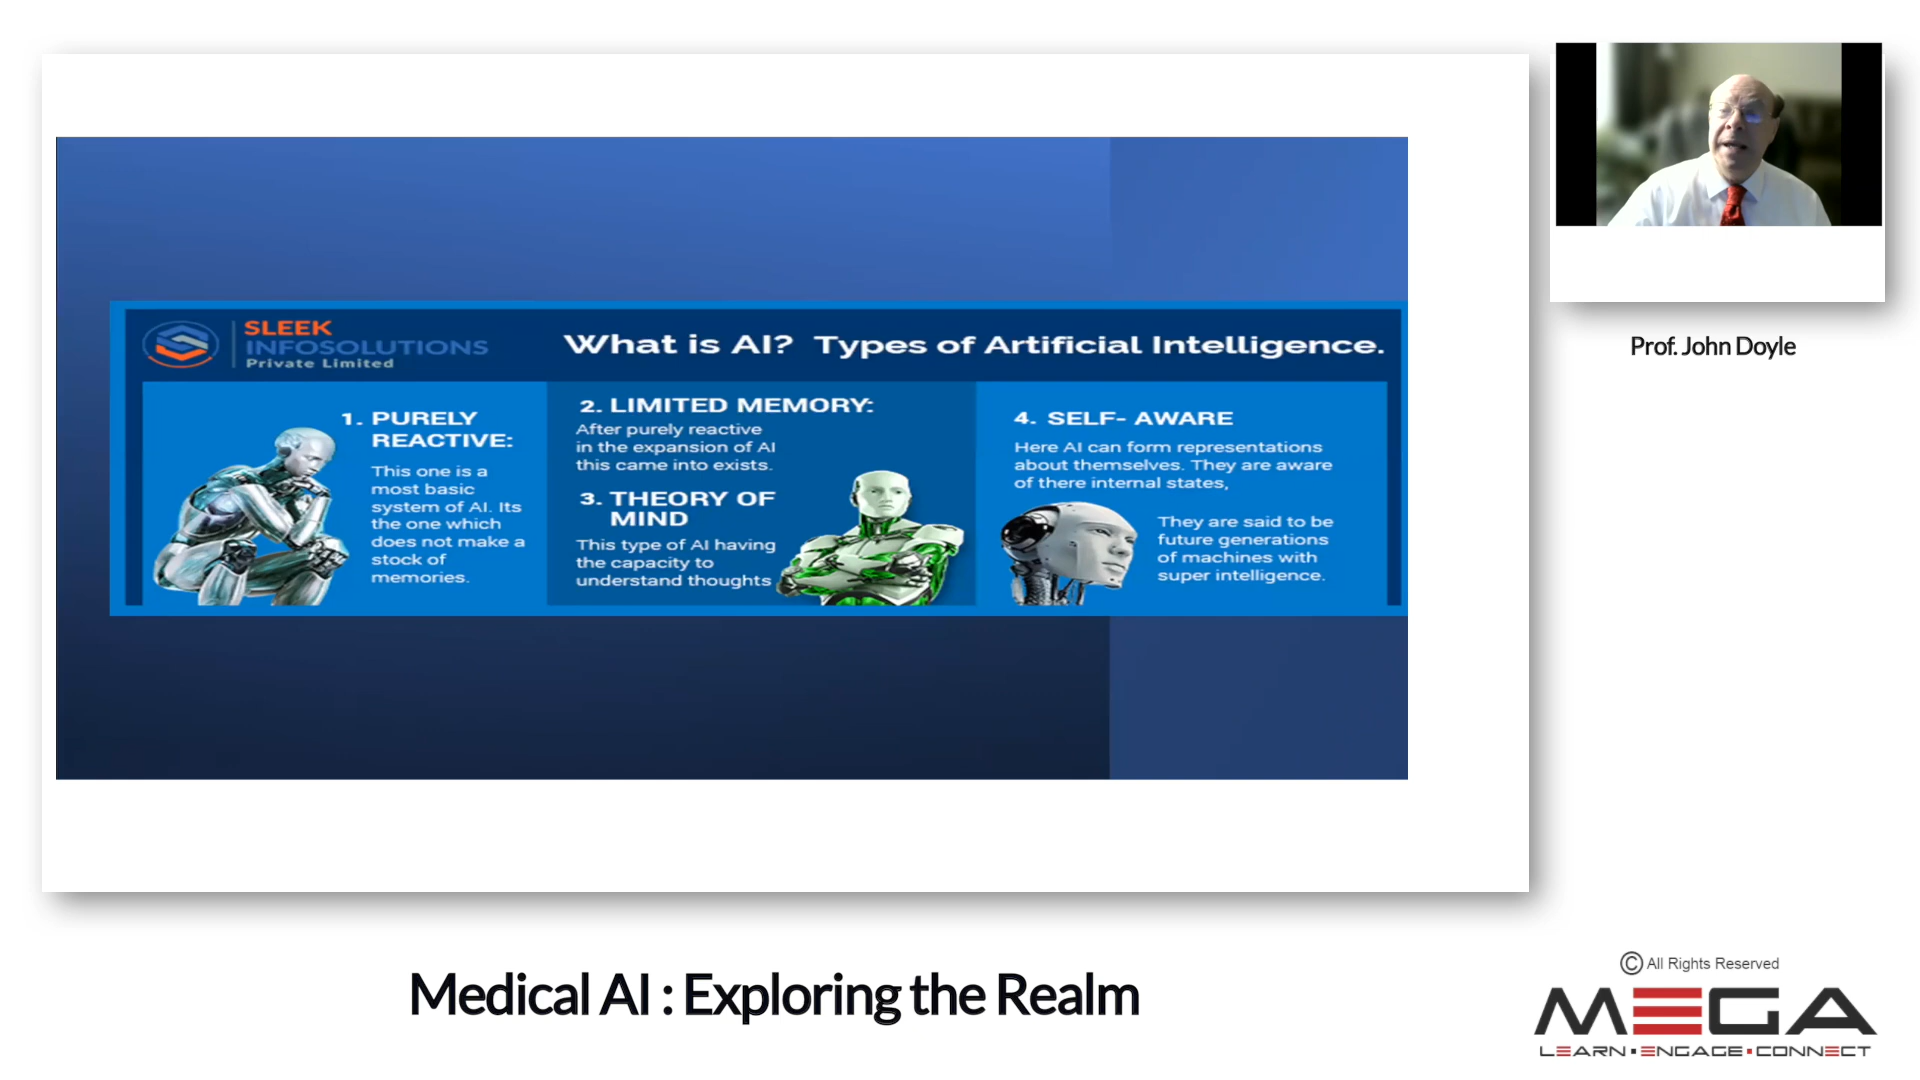 SLEEK
INFOSOLUTIONS
Private Limited
What is AI? Types of Artificial Intelligence.
1. PURELY
REACTIVE:
This one is a
most basic
system of AI. Its
the one which
does not make a
stock of
memories.
2. LIMITED MEMORY:
After purely reactive
in the expansion of AI
this came into exists.
3. THEORY OF
MIND
This type of AI having
the capacity to
understand thoughts
4. SELF- AWARE
Here AI can form representations
about themselves. They are aware
of there internal states,
They are said to be
future generations
of machines with
super intelligence.
Prof. John Doyle
Medical AI : Exploring the Realm
© All Rights Reserved
MEGA
LEARN▪ENGAGE▪CONNECT